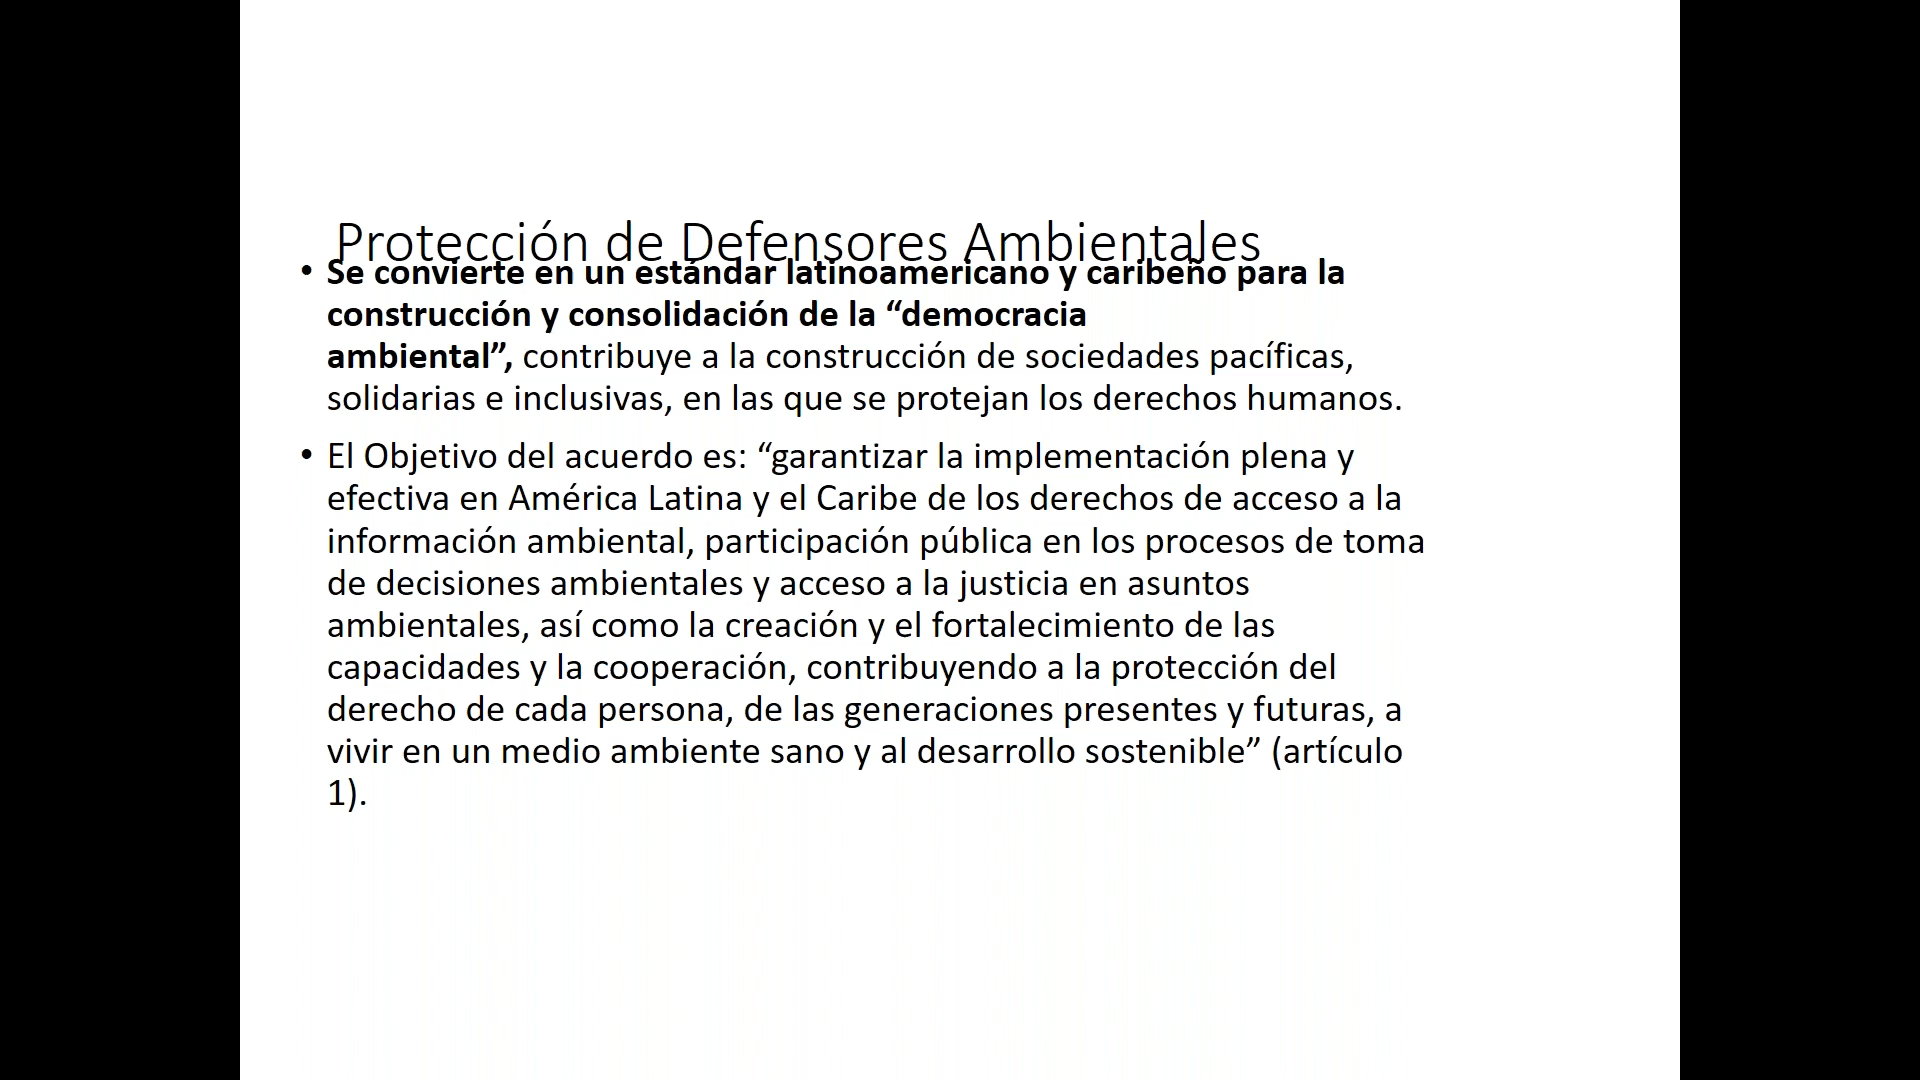 Protección de Defensores Ambientales
• Se convierte en un estándar latinoamericano y caribeño para la
construcción y consolidación de la “democracia
ambiental”, contribuye a la construcción de sociedades pacíficas,
solidarias e inclusivas, en las que se protejan los derechos humanos.
• El Objetivo del acuerdo es: “garantizar la implementación plena y
efectiva en América Latina y el Caribe de los derechos de acceso a la
información ambiental, participación pública en los procesos de toma
de decisiones ambientales y acceso a la justicia en asuntos
ambientales, así como la creación y el fortalecimiento de las
capacidades y la cooperación, contribuyendo a la protección del
derecho de cada persona, de las generaciones presentes y futuras, a
vivir en un medio ambiente sano y al desarrollo sostenible” (artículo
1).